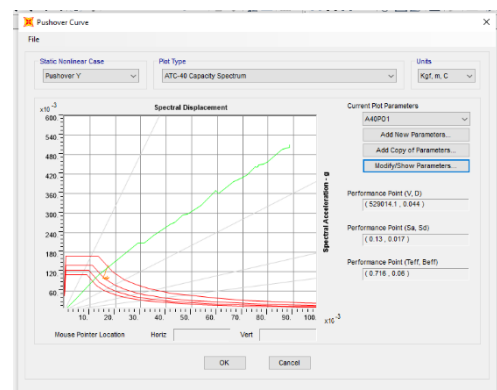 Pushover Curve
File
Static Nonlinear Case
Plot Type
Units
Pushover Y
ATC-40 Capacity Spectrum
Kgf, m, C
Spectral Displacement
x10 -3
600.
540.
480.
420.
360.
300.
240.
180.
120.
60.
10. 20. 30. 40. 50. 60. 70. 80. 90. 100. x10 -3
Spectral Acceleration - g
Current Plot Parameters
A40PO1
Add New Parameters...
Add Copy of Parameters...
Modify/Show Parameters...
Performance Point (V, D)
( 529014.1 , 0.044 )
Performance Point (Sa, Sd)
( 0.13 , 0.017 )
Performance Point (Teff, Beff)
( 0.716 , 0.06 )
Mouse Pointer Location Horiz Vert
OK Cancel